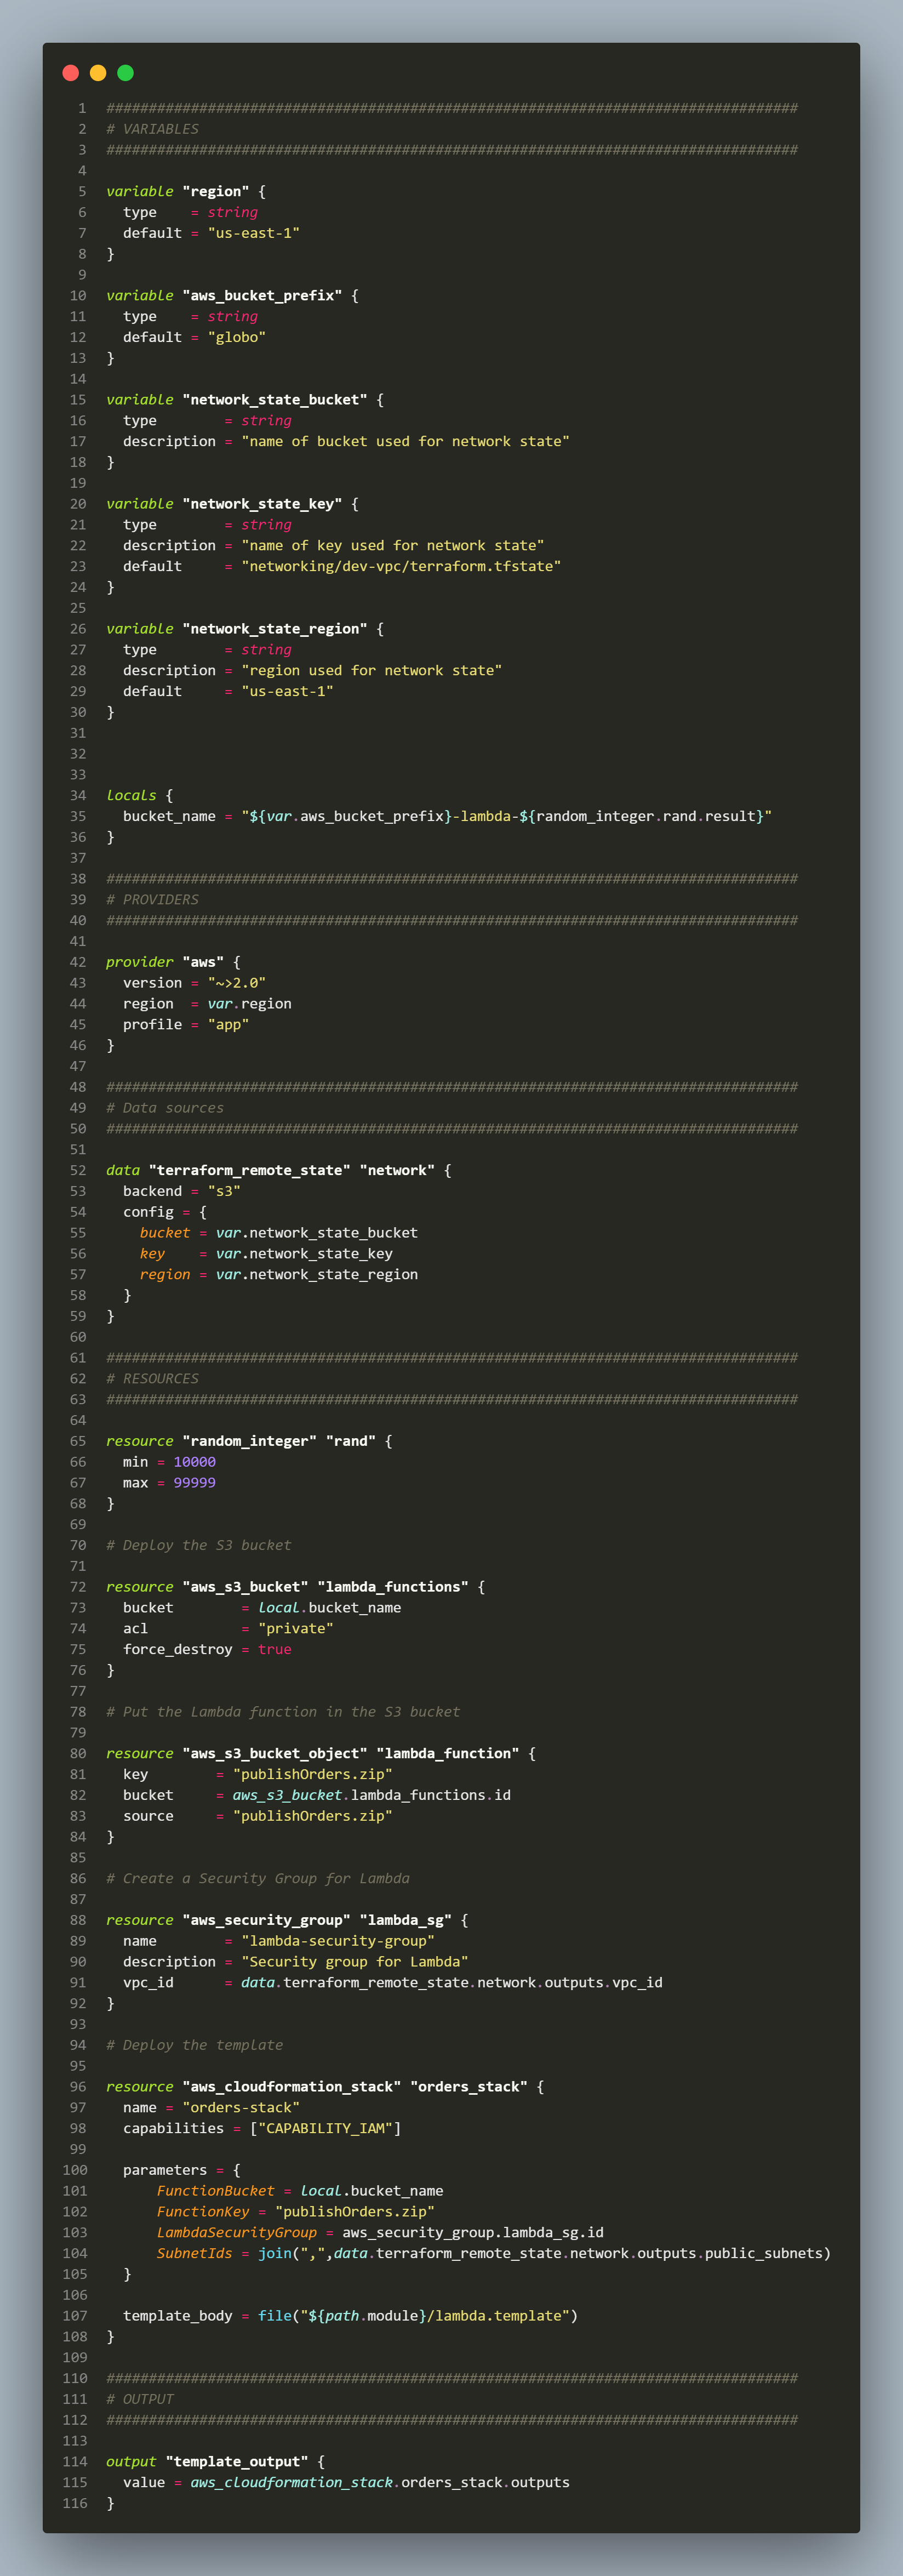 1 ##################################################################################
2 # VARIABLES
3 ##################################################################################
4
5 variable "region" {
6   type    = string
7   default = "us-east-1"
8 }
9
10 variable "aws_bucket_prefix" {
11   type    = string
12   default = "globo"
13 }
14
15 variable "network_state_bucket" {
16   type        = string
17   description = "name of bucket used for network state"
18 }
19
20 variable "network_state_key" {
21   type        = string
22   description = "name of key used for network state"
23   default     = "networking/dev-vpc/terraform.tfstate"
24 }
25
26 variable "network_state_region" {
27   type        = string
28   description = "region used for network state"
29   default     = "us-east-1"
30 }
31
32
33
34 locals {
35   bucket_name = "${var.aws_bucket_prefix}-lambda-${random_integer.rand.result}"
36 }
37
38 ##################################################################################
39 # PROVIDERS
40 ##################################################################################
41
42 provider "aws" {
43   version = "~>2.0"
44   region  = var.region
45   profile = "app"
46 }
47
48 ##################################################################################
49 # Data sources
50 ##################################################################################
51
52 data "terraform_remote_state" "network" {
53   backend = "s3"
54   config = {
55     bucket = var.network_state_bucket
56     key    = var.network_state_key
57     region = var.network_state_region
58   }
59 }
60
61 ##################################################################################
62 # RESOURCES
63 ##################################################################################
64
65 resource "random_integer" "rand" {
66   min = 10000
67   max = 99999
68 }
69
70 # Deploy the S3 bucket
71
72 resource "aws_s3_bucket" "lambda_functions" {
73   bucket        = local.bucket_name
74   acl           = "private"
75   force_destroy = true
76 }
77
78 # Put the Lambda function in the S3 bucket
79
80 resource "aws_s3_bucket_object" "lambda_function" {
81   key        = "publishOrders.zip"
82   bucket     = aws_s3_bucket.lambda_functions.id
83   source     = "publishOrders.zip"
84 }
85
86 # Create a Security Group for Lambda
87
88 resource "aws_security_group" "lambda_sg" {
89   name        = "lambda-security-group"
90   description = "Security group for Lambda"
91   vpc_id      = data.terraform_remote_state.network.outputs.vpc_id
92 }
93
94 # Deploy the template
95
96 resource "aws_cloudformation_stack" "orders_stack" {
97   name = "orders-stack"
98   capabilities = ["CAPABILITY_IAM"]
99
100   parameters = {
101       FunctionBucket = local.bucket_name
102       FunctionKey = "publishOrders.zip"
103       LambdaSecurityGroup = aws_security_group.lambda_sg.id
104       SubnetIds = join(",",data.terraform_remote_state.network.outputs.public_subnets)
105   }
106
107   template_body = file("${path.module}/lambda.template")
108 }
109
110 ##################################################################################
111 # OUTPUT
112 ##################################################################################
113
114 output "template_output" {
115   value = aws_cloudformation_stack.orders_stack.outputs
116 }